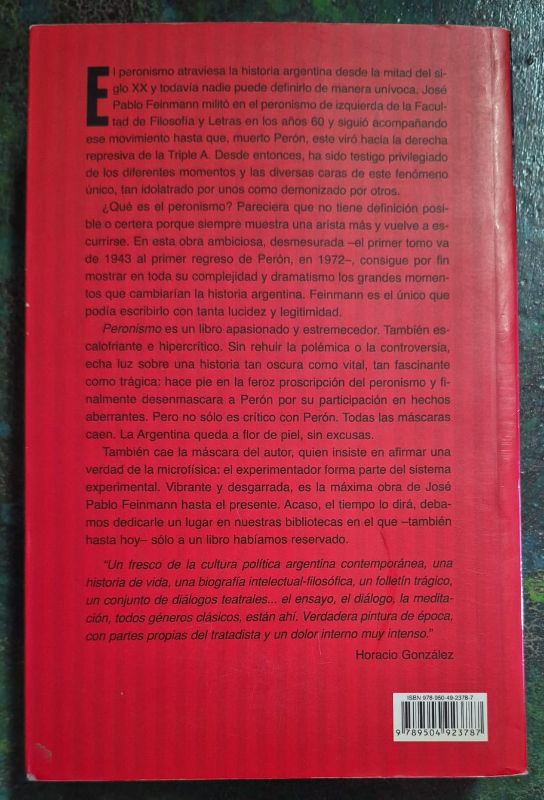 El peronismo atraviesa la historia argentina desde la mitad del si-
glo XX y todavía nadie puede definirlo de manera unívoca. José
Pablo Feinmann militó en el peronismo de izquierda de la Facul-
tad de Filosofía y Letras en los años 60 y siguió acompañando
ese movimiento hasta que, muerto Perón, este viró hacia la derecha
represiva de la Triple A. Desde entonces, ha sido testigo privilegiado
de los diferentes momentos y las diversas caras de este fenómeno
único, tan idolatrado por unos como demonizado por otros.
¿Qué es el peronismo? Pareciera que no tiene definición posi-
ble o certera porque siempre muestra una arista más y vuelve a es-
currirse. En esta obra ambiciosa, desmesurada –el primer tomo va
de 1943 al primer regreso de Perón, en 1972–, consigue por fin
mostrar en toda su complejidad y dramatismo los grandes momen-
tos que cambiarían la historia argentina. Feinmann es el único que
podía escribirlo con tanta lucidez y legitimidad.
Peronismo es un libro apasionado y estremecedor. También es-
calofriante e hipercrítico. Sin rehuir la polémica o la controversia,
echa luz sobre una historia tan oscura como vital, tan fascinante
como trágica: hace pie en la feroz proscripción del peronismo y fi-
nalmente desenmascara a Perón por su participación en hechos
aberrantes. Pero no sólo es crítico con Perón. Todas las máscaras
caen. La Argentina queda a flor de piel, sin excusas.
También cae la máscara del autor, quien insiste en afirmar una
verdad de la microfísica: el experimentador forma parte del sistema
experimental. Vibrante y desgarrada, es la máxima obra de José
Pablo Feinmann hasta el presente. Acaso, el tiempo lo dirá, deba-
mos dedicarle un lugar en nuestras bibliotecas en el que –también
hasta hoy– sólo a un libro habíamos reservado.
"Un fresco de la cultura política argentina contemporánea, una
historia de vida, una biografía intelectual-filosófica, un folletín trágico,
un conjunto de diálogos teatrales... el ensayo, el diálogo, la medita-
ción, todos géneros clásicos, están ahí. Verdadera pintura de época,
con partes propias del tratadista y un dolor interno muy intenso."
Horacio González
ISBN 978-950-49-2378-7
9 789504 923787